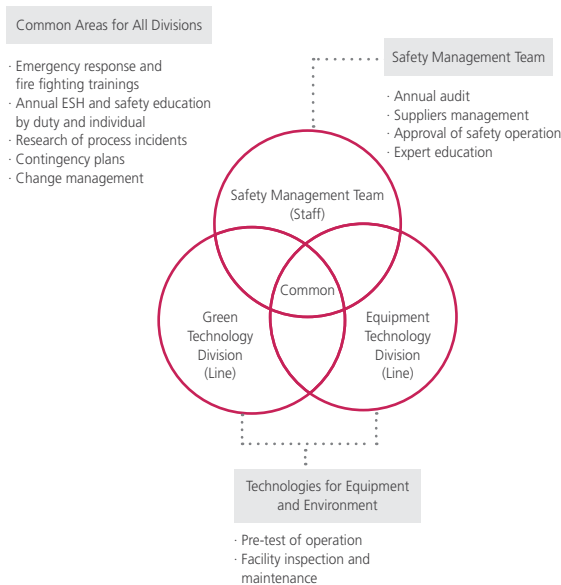 Common Areas for All Divisions
· Emergency response and
fire fighting trainings
· Annual ESH and safety education
by duty and individual
· Research of process incidents
· Contingency plans
· Change management
Safety Management Team
· Annual audit
· Suppliers management
· Approval of safety operation
· Expert education
Safety Management Team
(Staff)
Common
Green
Technology
Division
(Line)
Equipment
Technology
Division
(Line)
Technologies for Equipment
and Environment
· Pre-test of operation
· Facility inspection and
maintenance